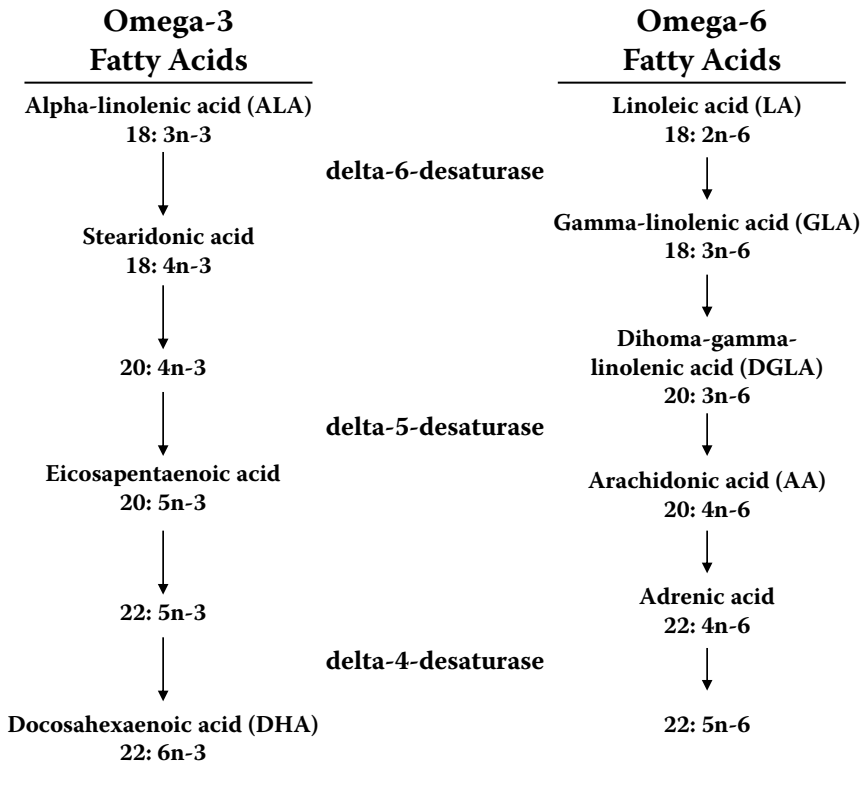 Omega-3
Fatty Acids
Alpha-linolenic acid (ALA)
18: 3n-3
Stearidonic acid
18: 4n-3
20: 4n-3
Eicosapentaenoic acid
20: 5n-3
22: 5n-3
Docosahexaenoic acid (DHA)
22: 6n-3
delta-6-desaturase
delta-5-desaturase
delta-4-desaturase
Omega-6
Fatty Acids
Linoleic acid (LA)
18: 2n-6
Gamma-linolenic acid (GLA)
18: 3n-6
Dihoma-gamma-
linolenic acid (DGLA)
20: 3n-6
Arachidonic acid (AA)
20: 4n-6
Adrenic acid
22: 4n-6
22: 5n-6